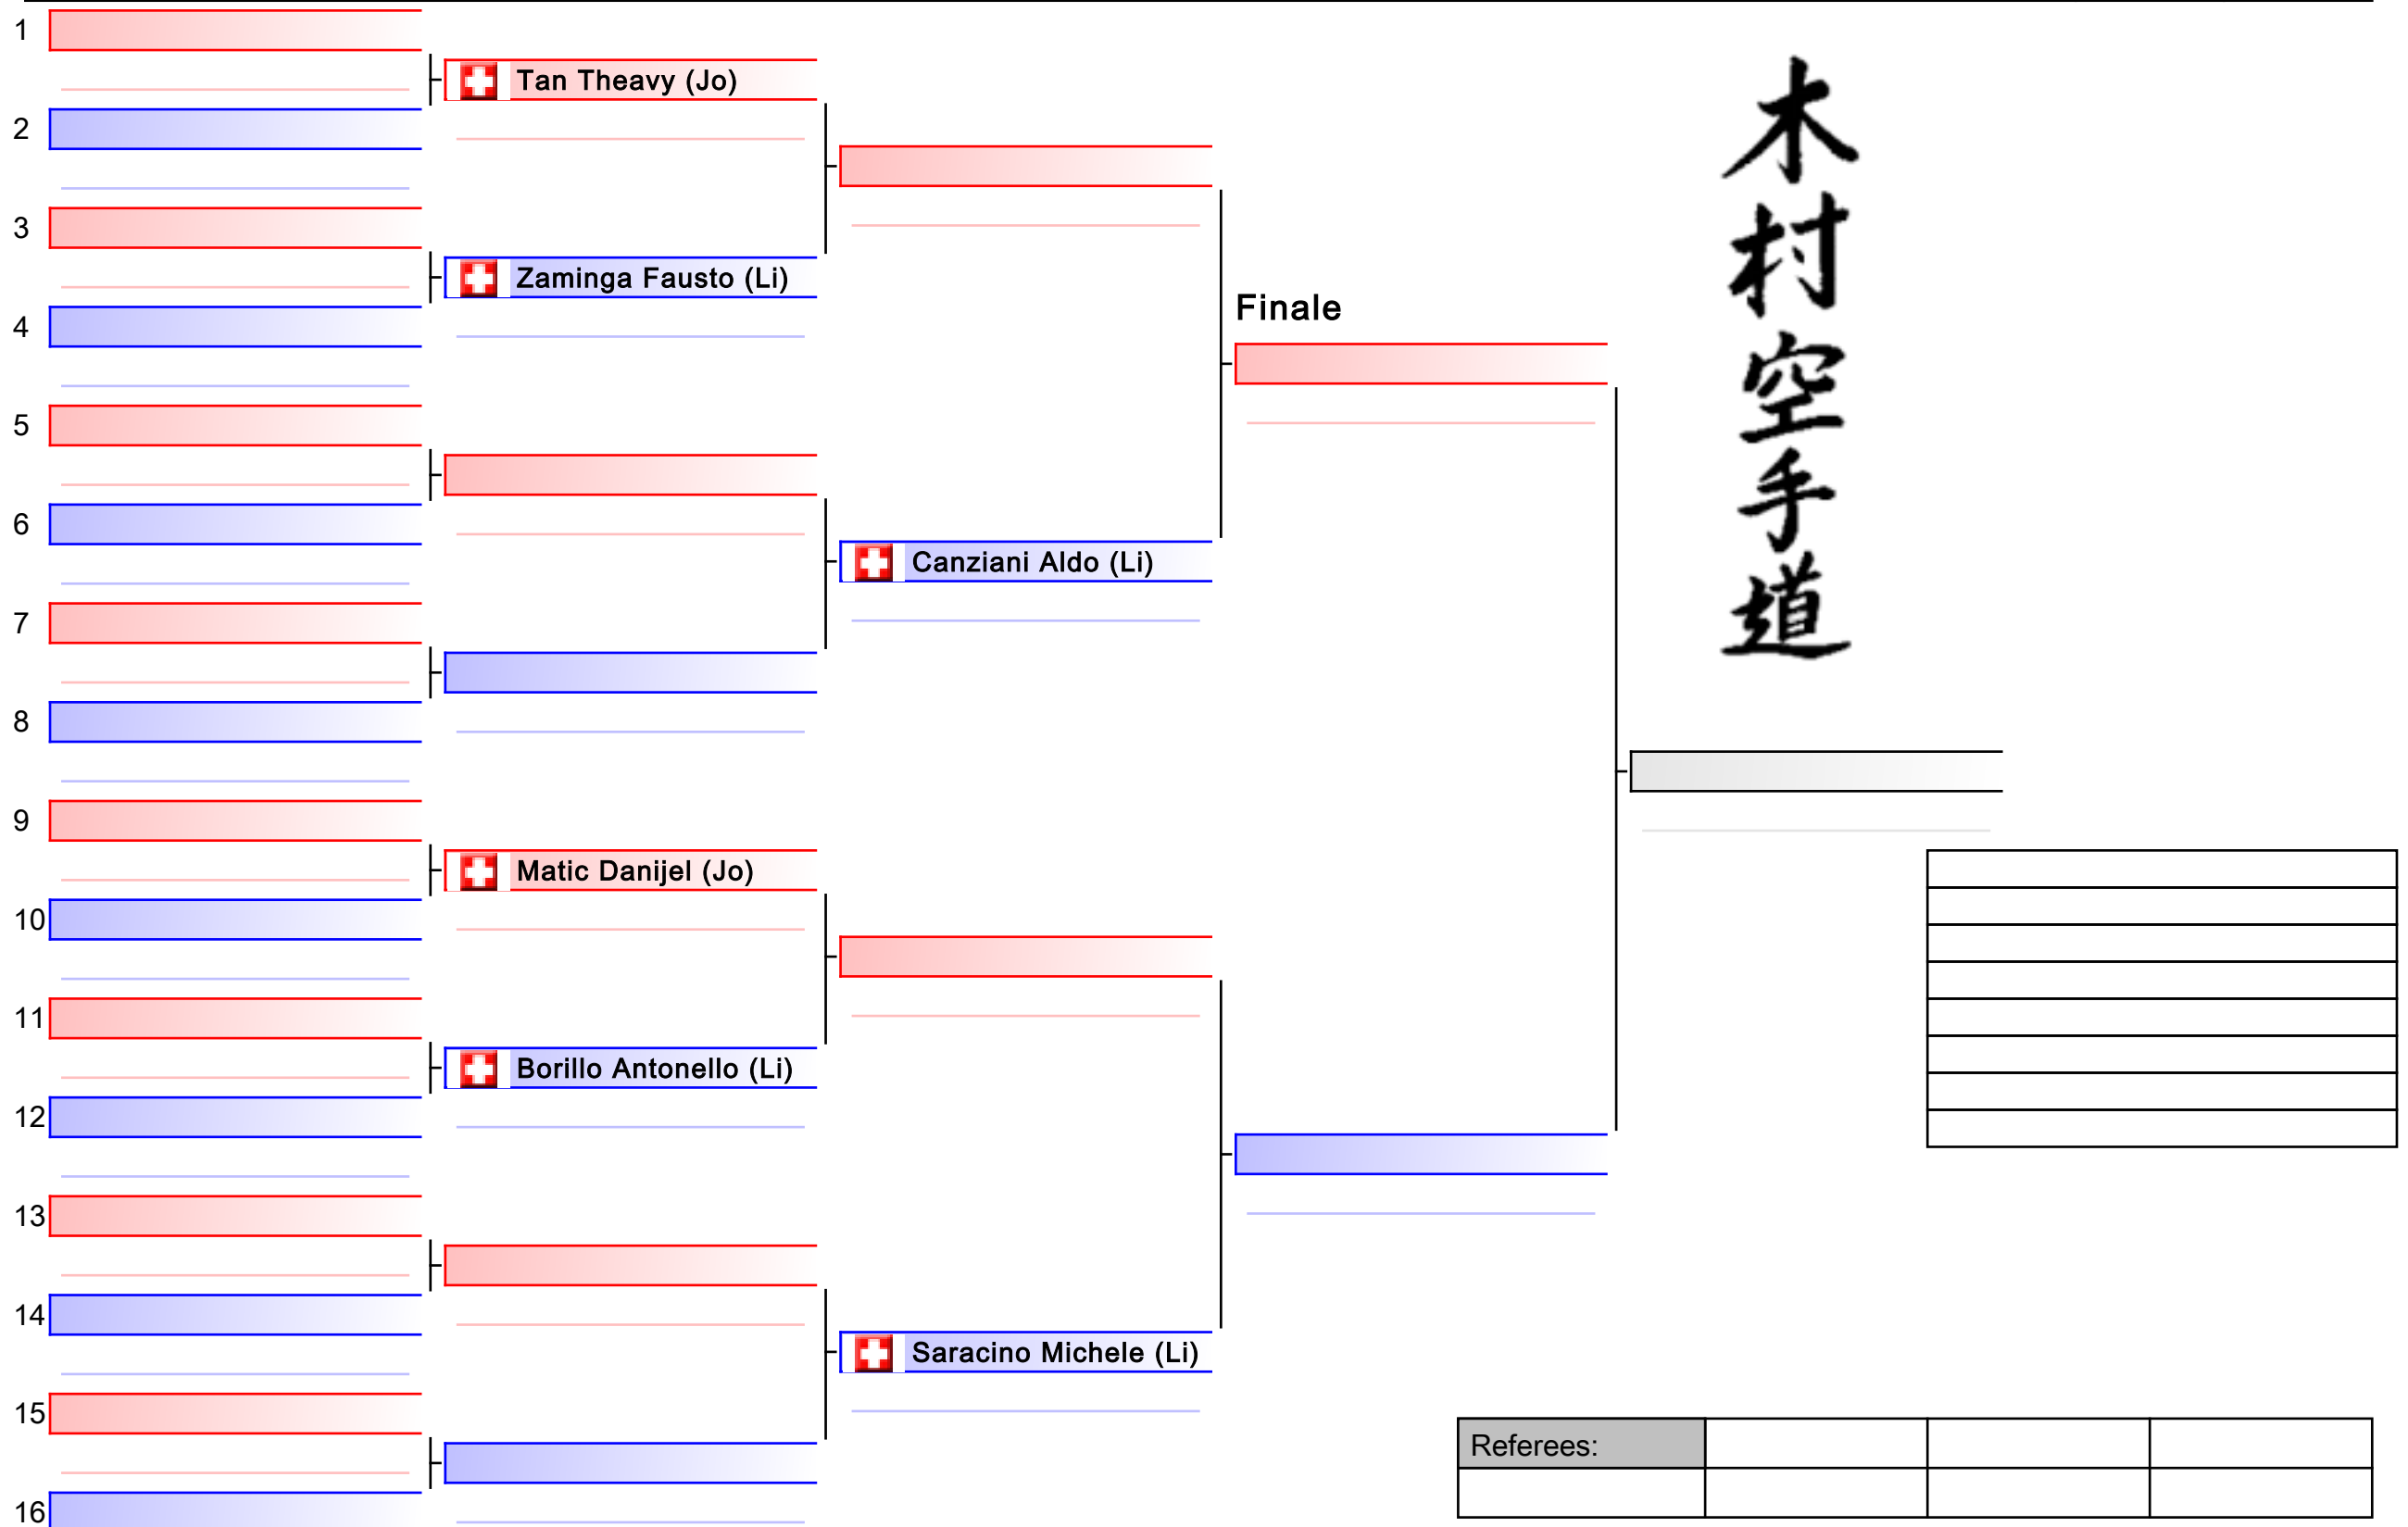 1
Tan Theavy (Jo)
2
3
Zaminga Fausto (Li)
4
Finale
5
6
Canziani Aldo (Li)
7
8
9
Matic Danijel (Jo)
10
11
Borillo Antonello (Li)
12
13
14
Saracino Michele (Li)
15
Referees:
16
木村空手道